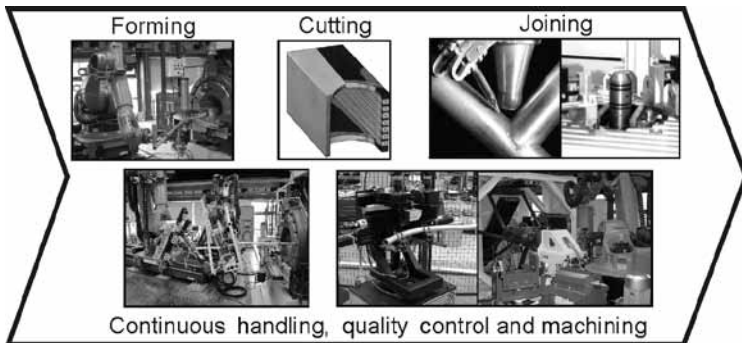 Forming
Cutting
Joining
Continuous handling, quality control and machining